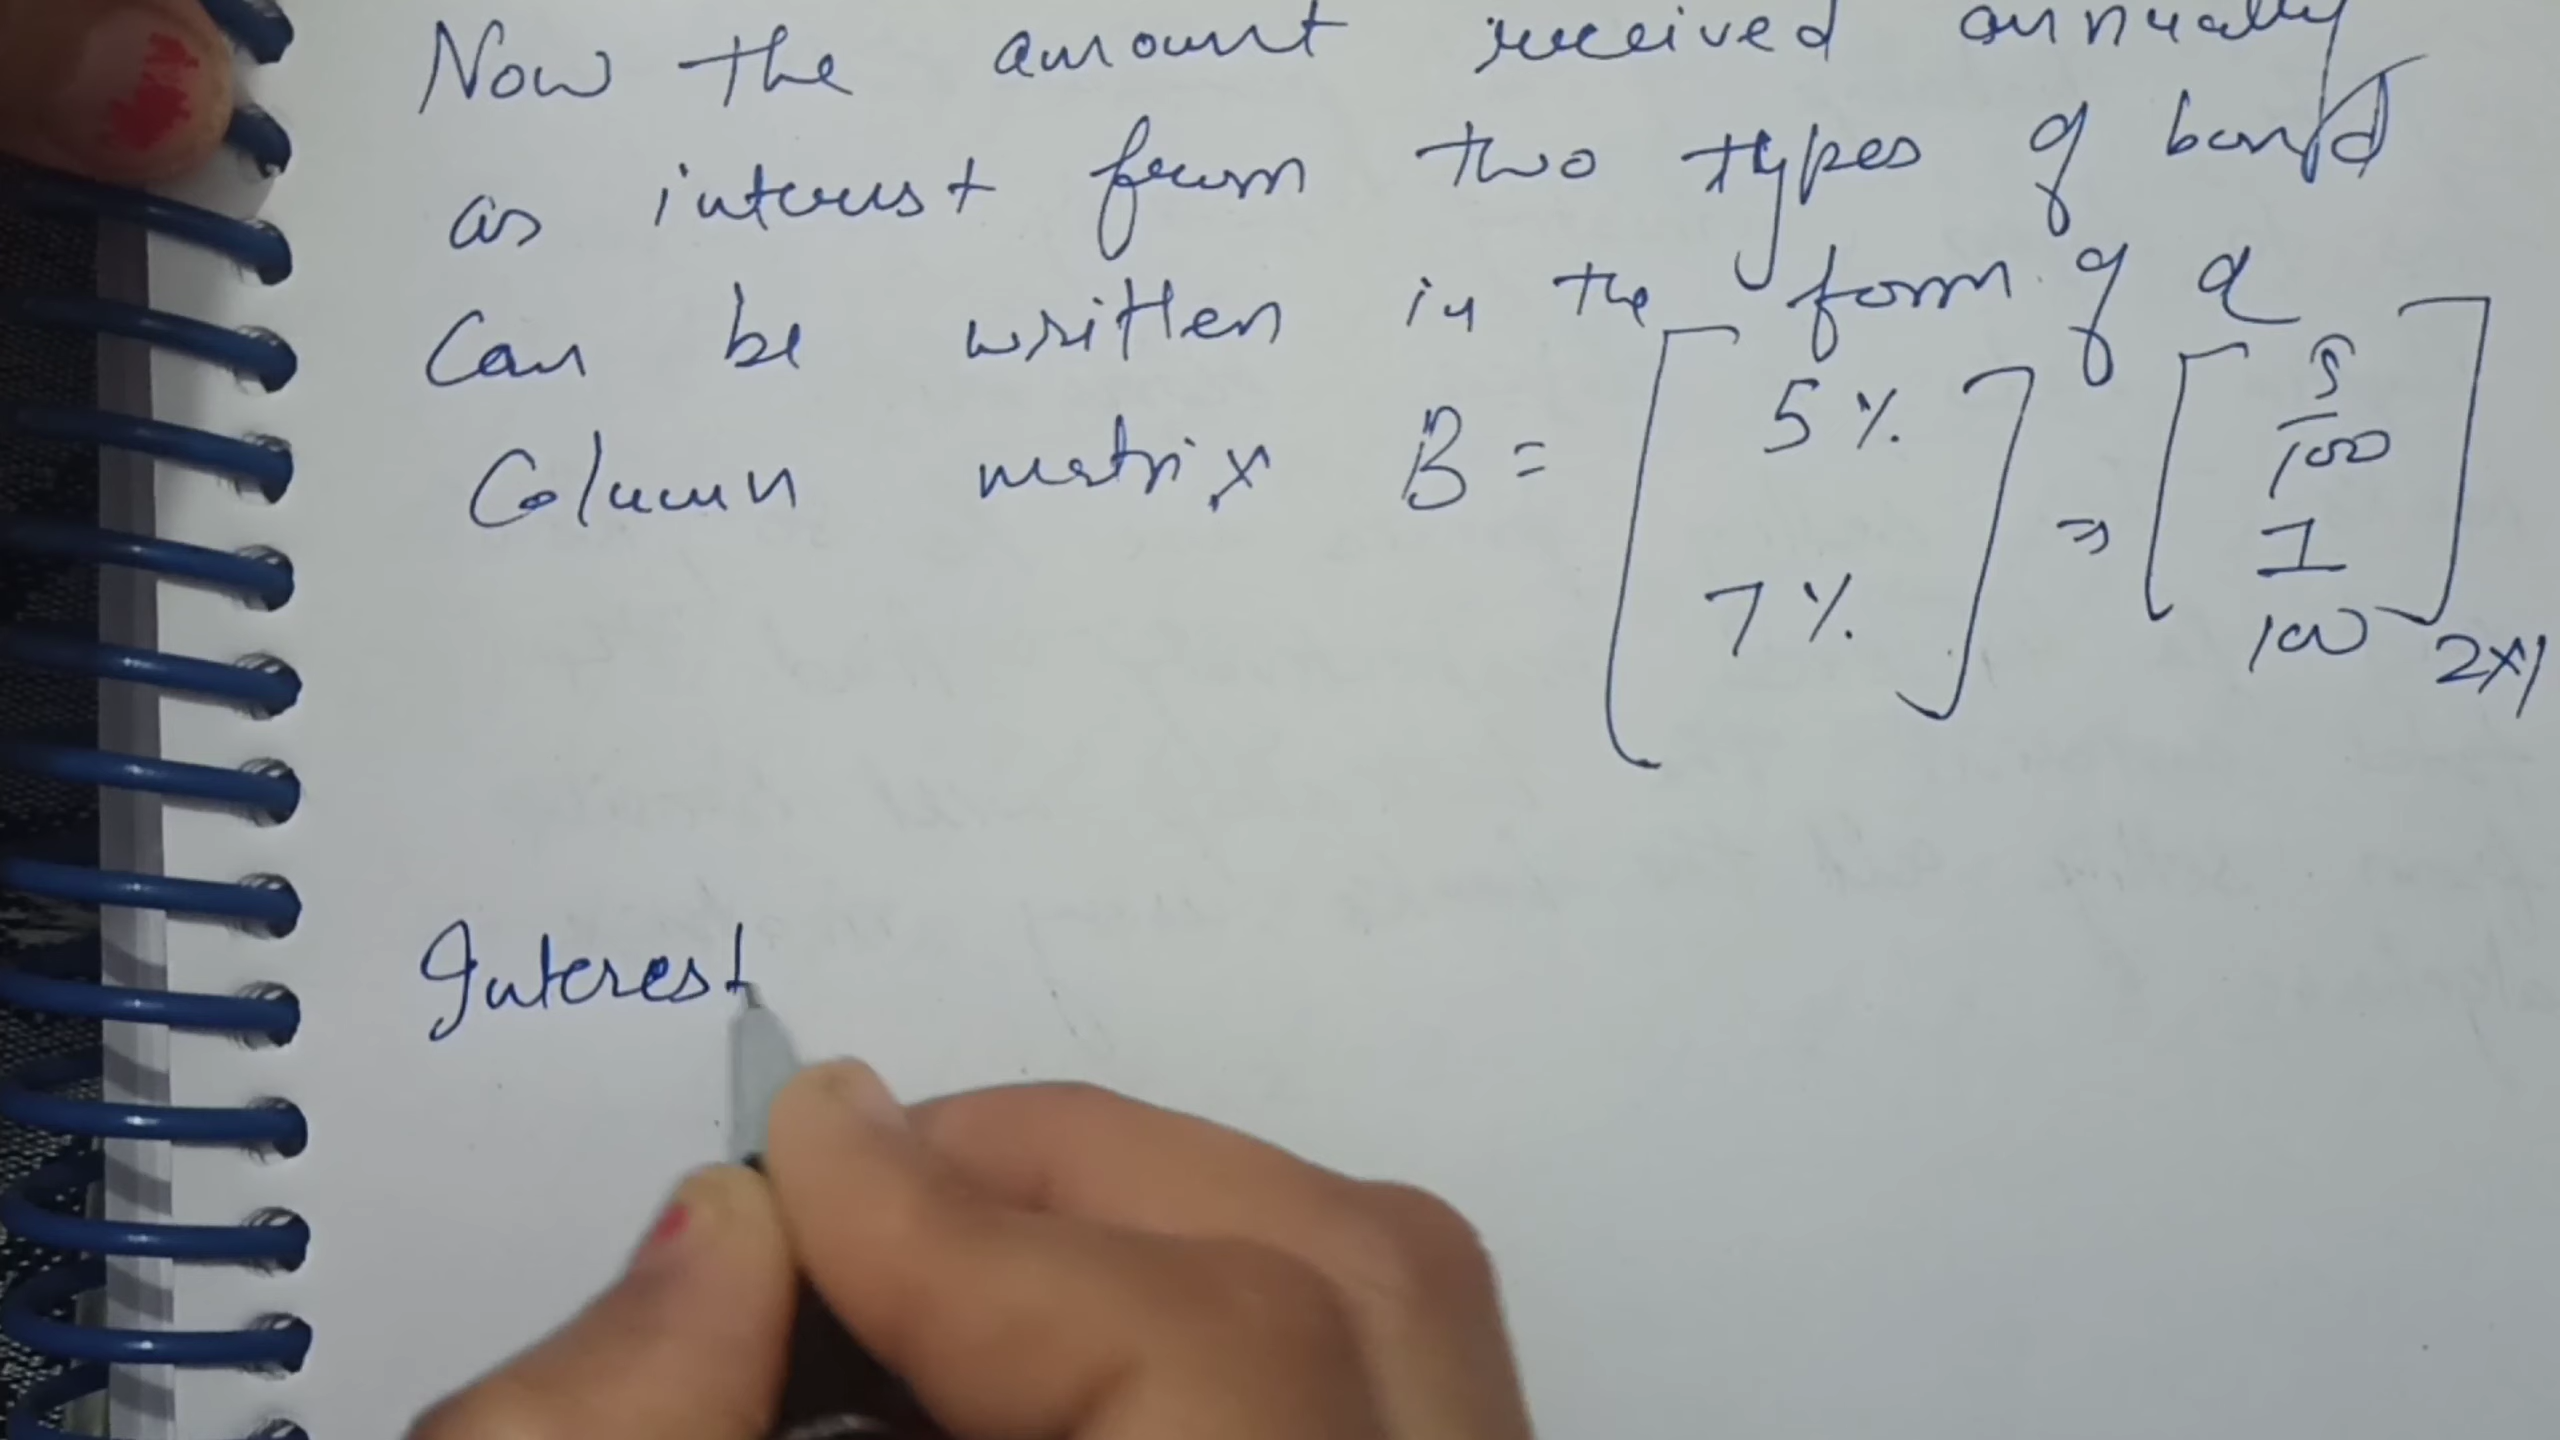 Now the amount received annually
as interest from two types of bond
Can be written in the form of a
Column matrix B = [ 5% 7% ] => [ 5/100 7/100 ] 2×1
Interest